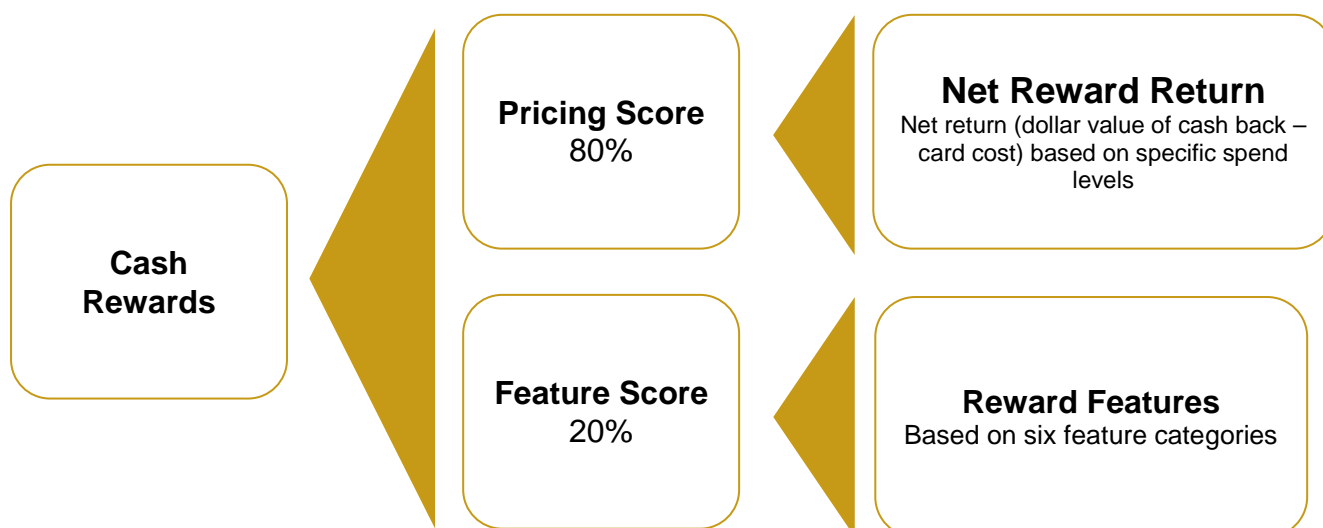 Cash
Rewards
Pricing Score
80%
Net Reward Return
Net return (dollar value of cash back –
card cost) based on specific spend
levels
Feature Score
20%
Reward Features
Based on six feature categories